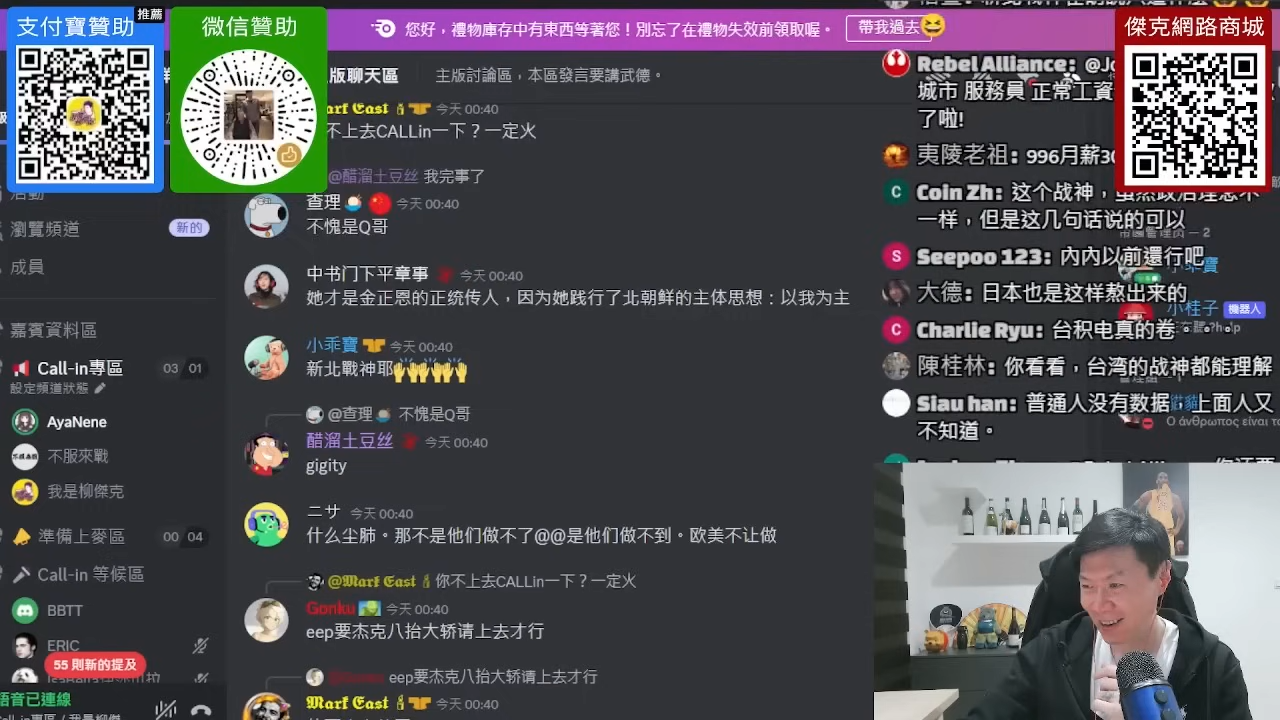 支付寶贊助
推薦
微信贊助
您好，禮物庫存中有東西等著您！別忘了在禮物失效前領取喔。
帶我過去
傑克網路商城
版聊天區
主版討論區，本區發言要講武德。
瀏覽頻道
新的
成員
嘉賓資料區
Call-in專區
03 01
設定頻道狀態
AyaNene
不服來戰
我是柳傑克
準備上麥區
00 04
Call-in 等候區
BBTT
ERIC
55 則新的提及
語音已連線
今天 00:40
不上去CALLin一下？一定火
@醋溜土豆丝 我完事了
查理 今天 00:40
不愧是Q哥
中书门下平章事 今天 00:40
她才是金正恩的正统传人，因为她践行了北朝鲜的主体思想：以我为主
小乖寶 今天 00:40
新北戰神耶🙌🙌🙌🙌
@查理 不愧是Q哥
醋溜土豆丝 今天 00:40
gigity
ニサ 今天 00:40
什么尘肺。那不是他们做不了@@是他们做不到。欧美不让做
@Mark East 你不上去CALLin一下？一定火
Gonku 今天 00:40
eep要杰克八抬大轿请上去才行
eep要杰克八抬大轿请上去才行
Mark East 今天 00:40
Rebel Alliance: @Jo
城市 服務員 正常工資
了啦!
夷陵老祖: 996月薪30
Coin Zh: 这个战神，虽然政治理念不
一样，但是这几句话说的可以
Seepoo 123: 內內以前還行吧
大德: 日本也是这样熬出来的
小桂子 機器人
Charlie Ryu: 台积电真的卷。。。
陳桂林: 你看看，台湾的战神都能理解
Siau han: 普通人没有数据，上面人又
不知道。